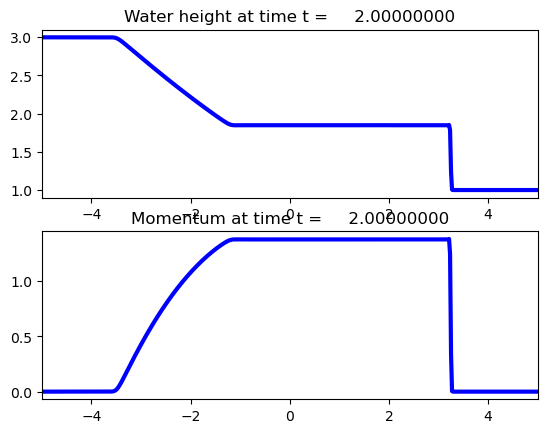 Water height at time t =     2.00000000
3.0
2.5
2.0
1.5
1.0
−4 −2 0 2 4
Momentum at time t =     2.00000000
1.0
0.5
0.0
−4 −2 0 2 4